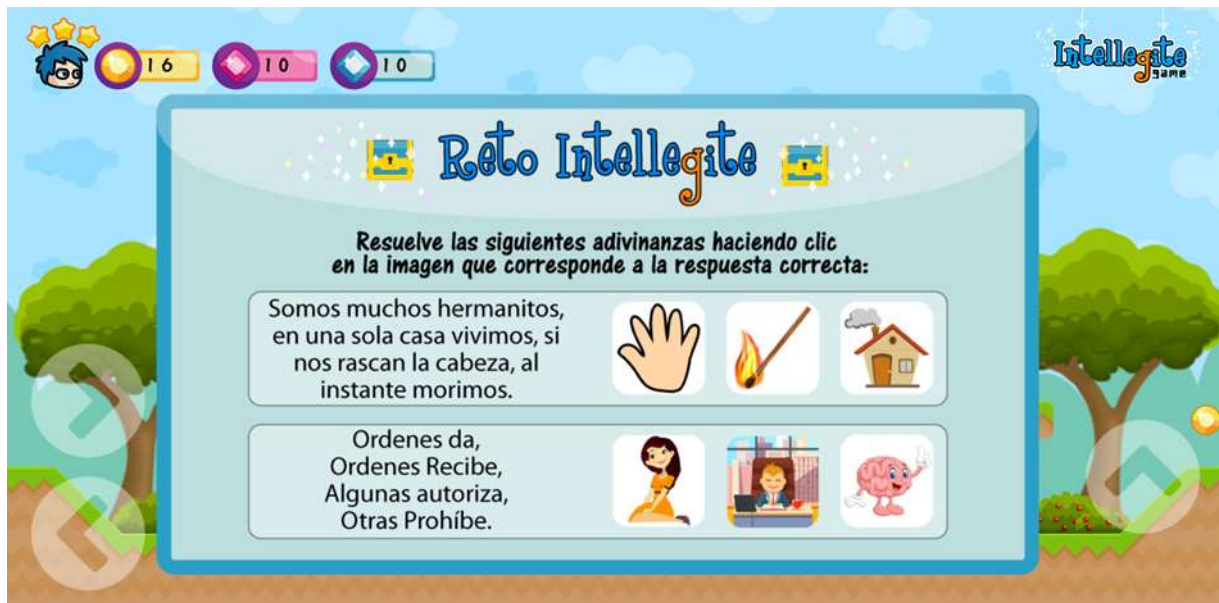 16
10
10
Intellegite
game
Reto Intellegite
Resuelve las siguientes adivinanzas haciendo clic
en la imagen que corresponde a la respuesta correcta:
Somos muchos hermanitos,
en una sola casa vivimos, si
nos rascan la cabeza, al
instante morimos.
Ordenes da,
Ordenes Recibe,
Algunas autoriza,
Otras Prohíbe.